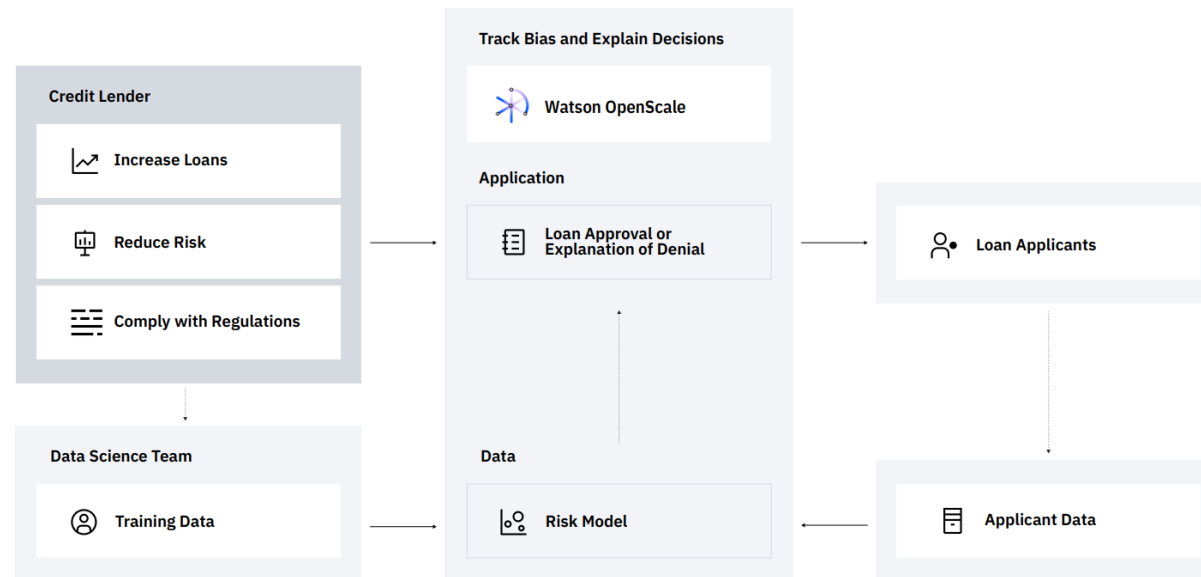 Credit Lender
Increase Loans
Reduce Risk
Comply with Regulations
Data Science Team
Training Data
Track Bias and Explain Decisions
Watson OpenScale
Application
Loan Approval or
Explanation of Denial
Data
Risk Model
Loan Applicants
Applicant Data